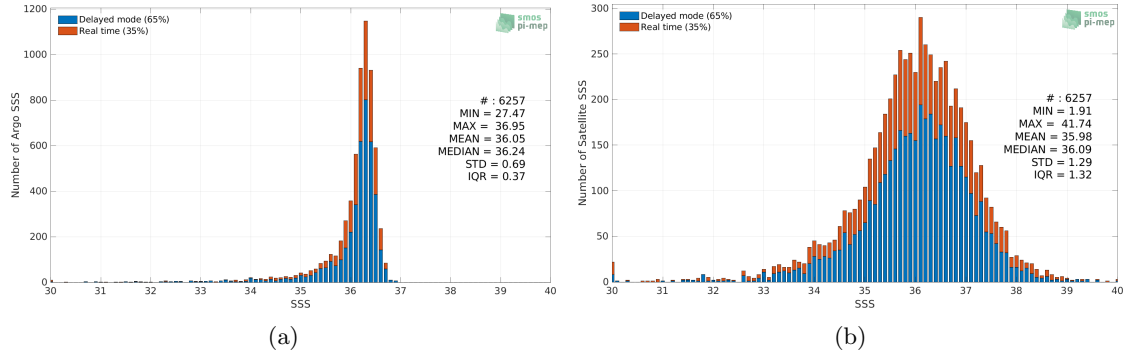 Delayed mode (65%)
Real time (35%)
smos
pi-mep
# : 6257
MIN = 27.47
MAX = 36.95
MEAN = 36.05
MEDIAN = 36.24
STD = 0.69
IQR = 0.37
Number of Argo SSS
1200
1000
800
600
400
200
0
30 31 32 33 34 35 36 37 38 39 40
SSS
(a)
Delayed mode (65%)
Real time (35%)
smos
pi-mep
# : 6257
MIN = 1.91
MAX = 41.74
MEAN = 35.98
MEDIAN = 36.09
STD = 1.29
IQR = 1.32
Number of Satellite SSS
300
250
200
150
100
50
0
30 31 32 33 34 35 36 37 38 39 40
SSS
(b)